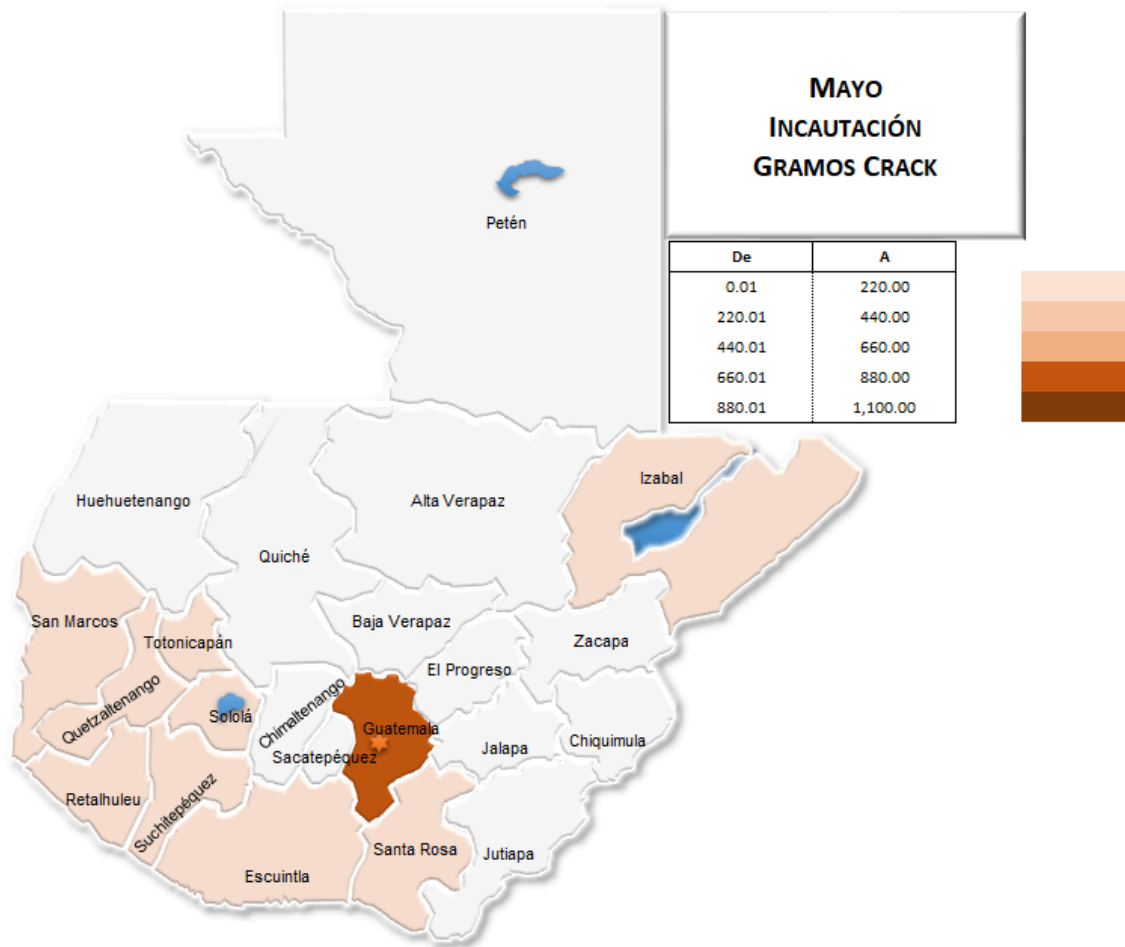 MAYO
INCAUTACIÓN
GRAMOS CRACK
De A
0.01 220.00
220.01 440.00
440.01 660.00
660.01 880.00
880.01 1,100.00
Petén
Izabal
Huehuetenango
Alta Verapaz
Quiché
San Marcos
Totonicapán
Baja Verapaz
Zacapa
El Progreso
Quetzaltenango
Sololá
Chimaltenango
Guatemala
Sacatepéquez
Jalapa
Chiquimula
Retalhuleu
Suchitepéquez
Escuintla
Santa Rosa
Jutiapa